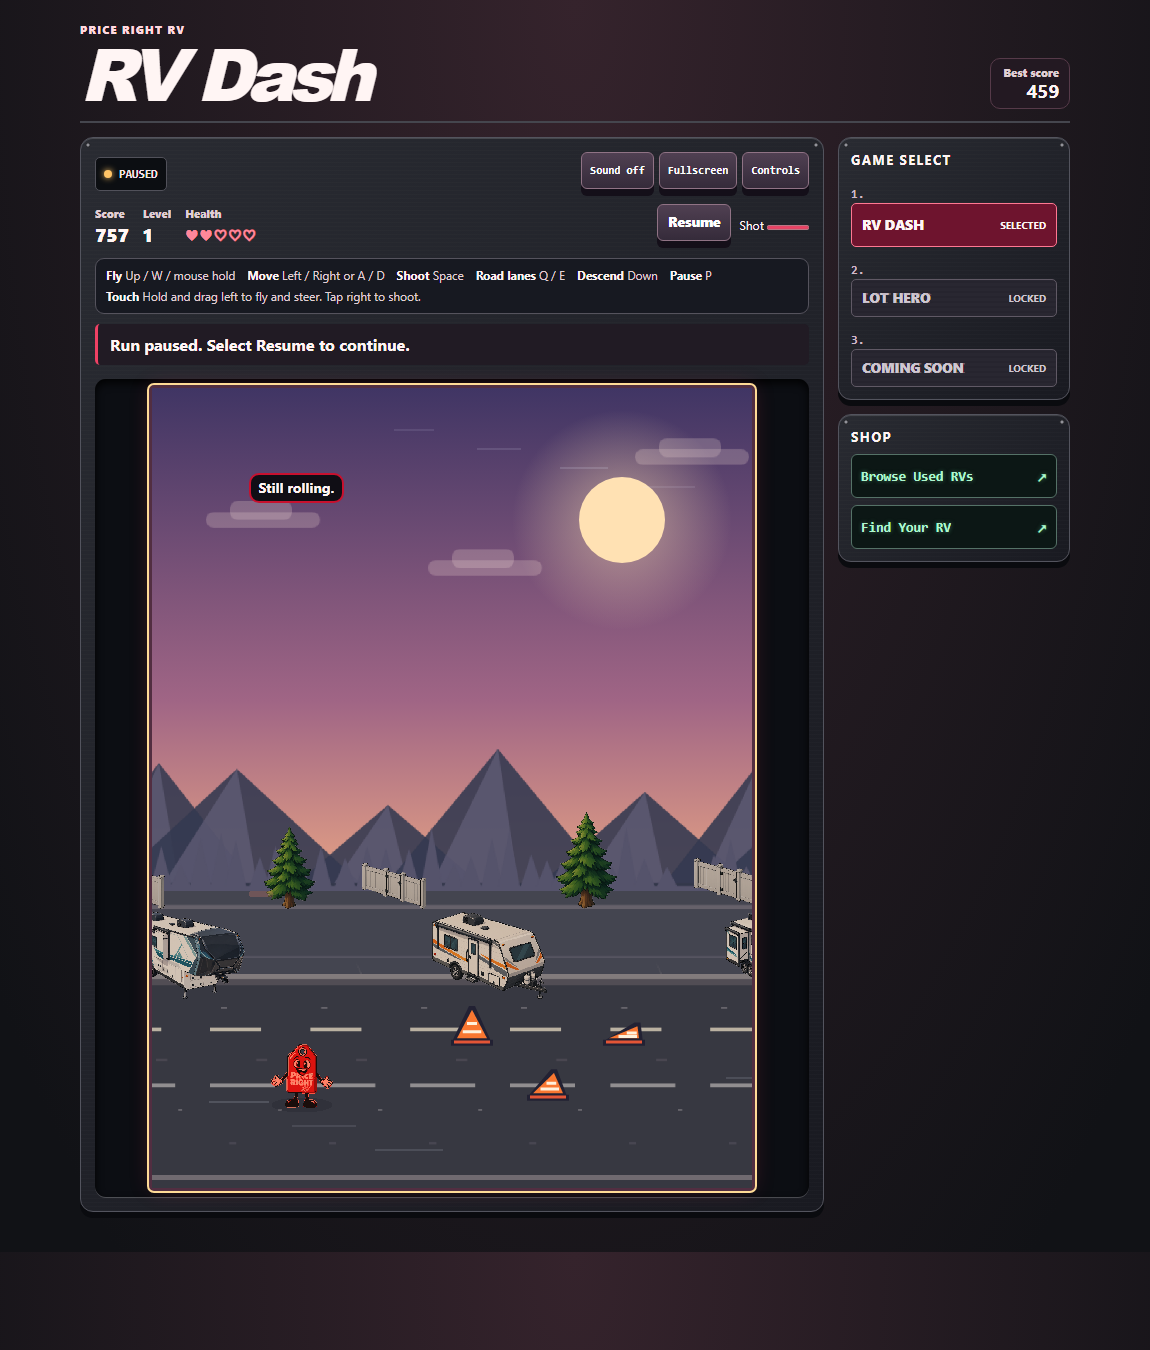 PRICE RIGHT RV
RV Dash
Best score
459
PAUSED
Sound off
Fullscreen
Controls
Score
757
Level
1
Health
Resume
Shot
Fly Up / W / mouse hold Move Left / Right or A / D Shoot Space Road lanes Q / E Descend Down Pause P
Touch Hold and drag left to fly and steer. Tap right to shoot.
Run paused. Select Resume to continue.
Still rolling.
PRICE
RIGHT
GAME SELECT
1.
RV DASH SELECTED
2.
LOT HERO LOCKED
3.
COMING SOON LOCKED
SHOP
Browse Used RVs ↗
Find Your RV ↗